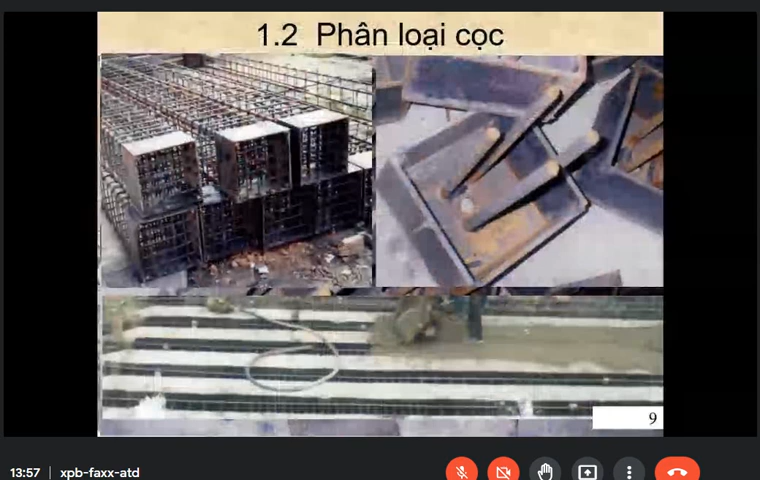 1.2 Phân loại cọc
9
13:57 | xpb-faxx-atd